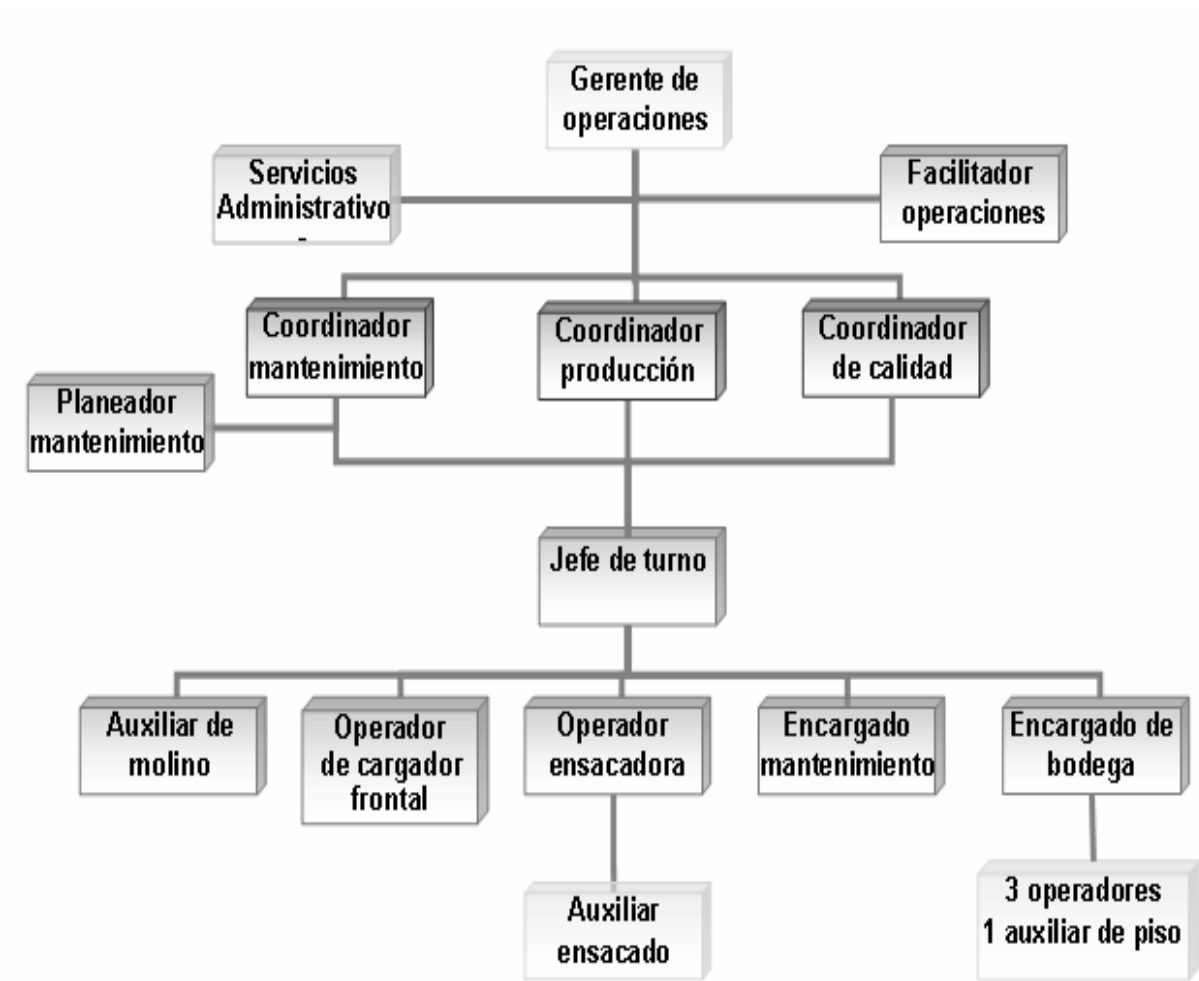 Gerente de
operaciones
Servicios
Administrativo
-
Facilitador
operaciones
Coordinador
mantenimiento
Coordinador
producción
Coordinador
de calidad
Planeador
mantenimiento
Jefe de turno
Auxiliar de
molino
Operador
de cargador
frontal
Operador
ensacadora
Encargado
mantenimiento
Encargado de
bodega
Auxiliar
ensacado
3 operadores
1 auxiliar de piso